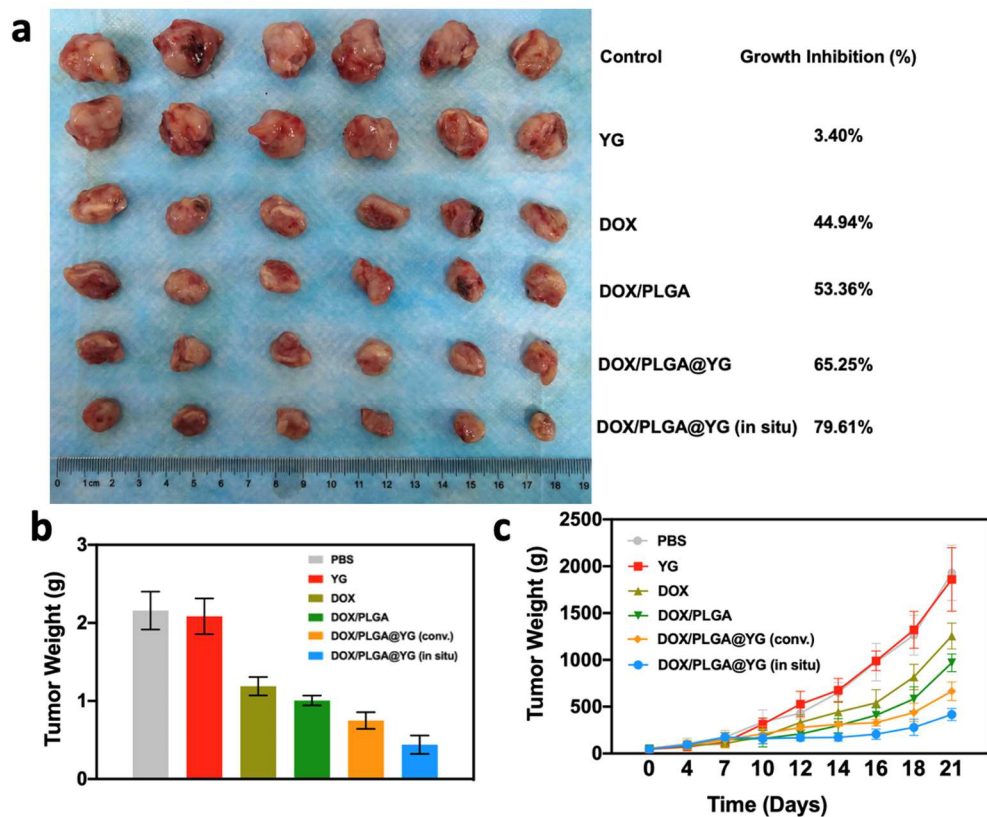 a
Control Growth Inhibition (%)
YG 3.40%
DOX 44.94%
DOX/PLGA 53.36%
DOX/PLGA@YG 65.25%
DOX/PLGA@YG (in situ) 79.61%
0 1cm 2 3 4 5 6 7 8 9 10 11 12 13 14 15 16 17 18 19
b
Tumor Weight (g)
3
2
1
0
PBS
YG
DOX
DOX/PLGA
DOX/PLGA@YG (conv.)
DOX/PLGA@YG (in situ)
c
Tumor Weight (g)
2500
2000
1500
1000
500
0
PBS
YG
DOX
DOX/PLGA
DOX/PLGA@YG (conv.)
DOX/PLGA@YG (in situ)
0 4 7 10 12 14 16 18 21
Time (Days)